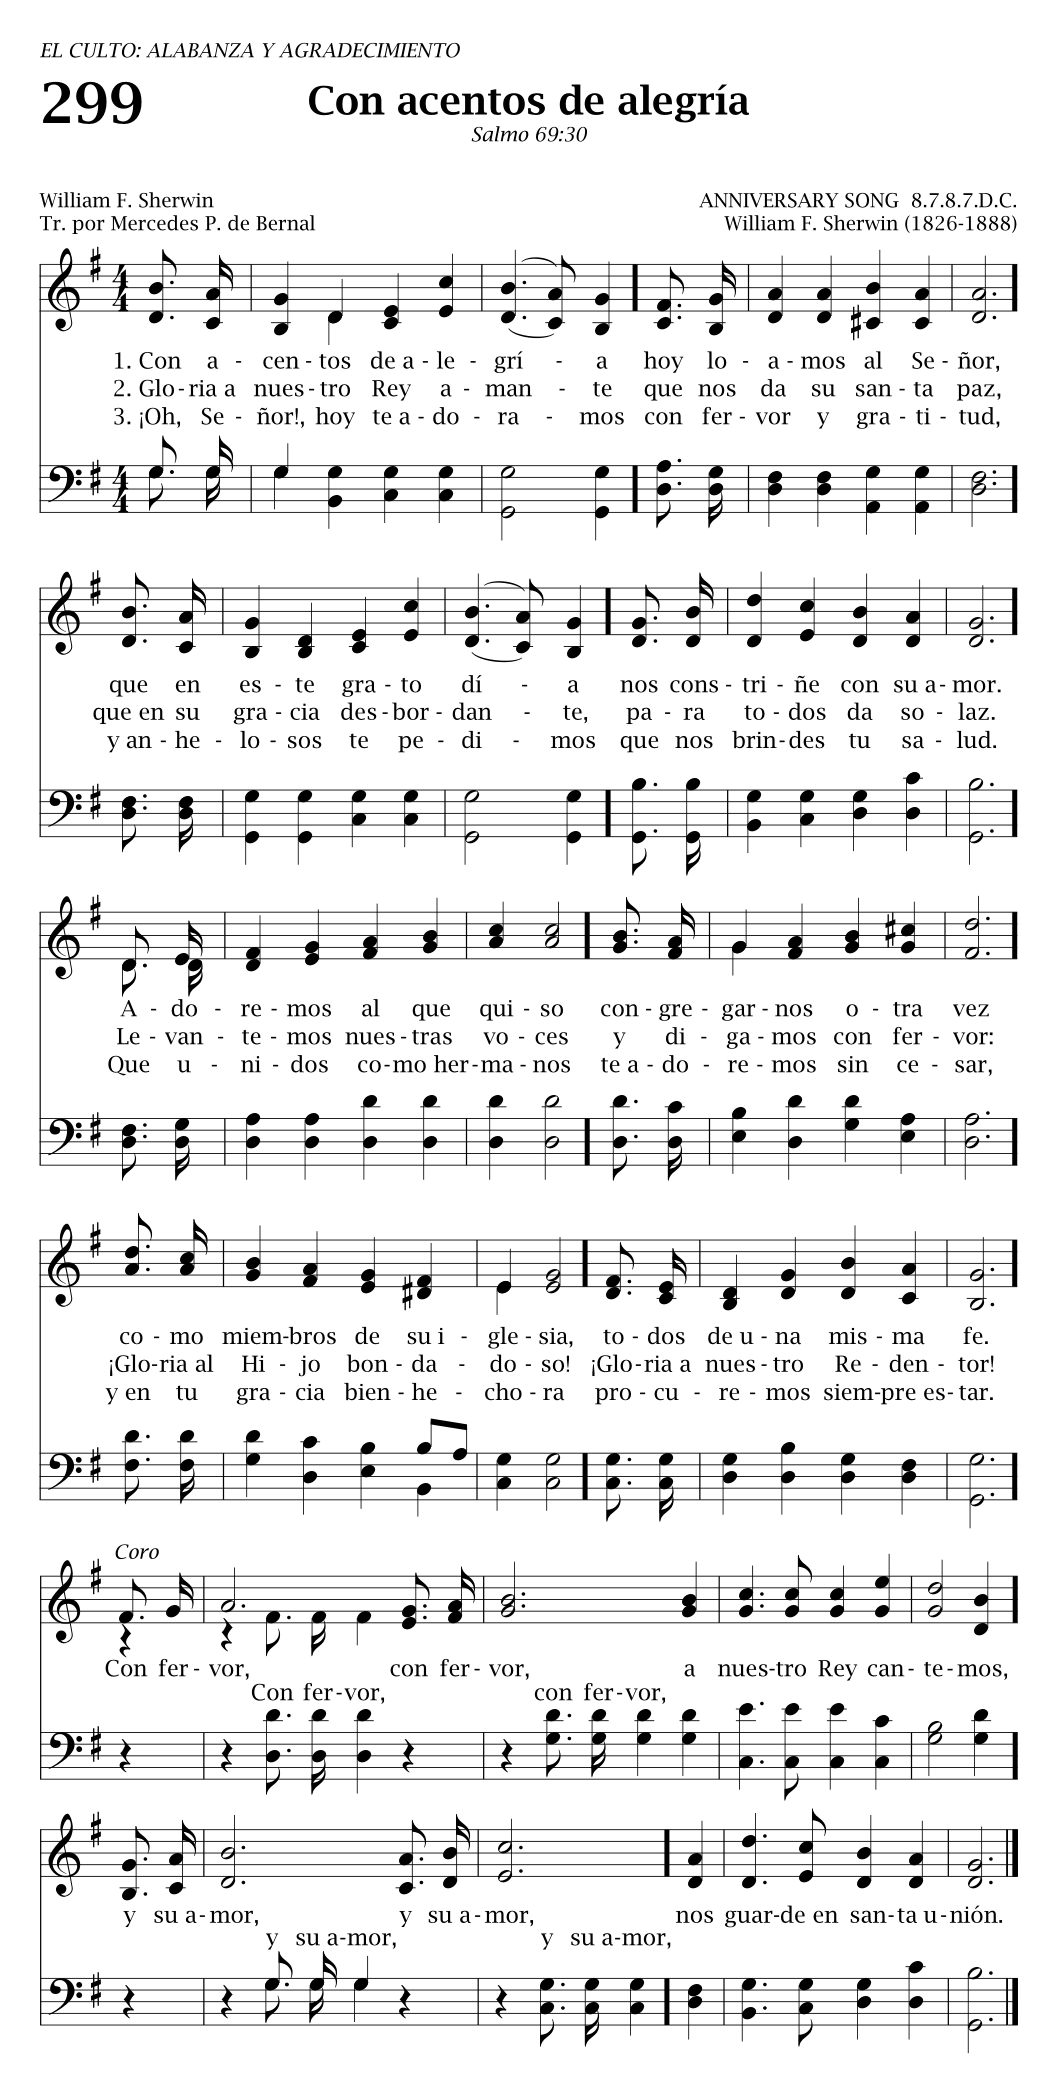 EL CULTO: ALABANZA Y AGRADECIMIENTO
299
Con acentos de alegría
Salmo 69:30
William F. Sherwin
ANNIVERSARY SONG 8.7.8.7.D.C.
Tr. por Mercedes P. de Bernal
William F. Sherwin (1826-1888)
1. Con a - cen - tos de a - le - grí - a hoy lo - a - mos al Se - ñor,
2. Glo - ria a nues - tro Rey a - man - te que nos da su san - ta paz,
3. ¡Oh, Se - ñor!, hoy te a - do - ra - mos con fer - vor y gra - ti - tud,
que en es - te gra - to dí - a nos cons - tri - ñe con su a - mor.
que en su gra - cia des - bor - dan - te, pa - ra to - dos da so - laz.
y an - he - lo - sos te pe - di - mos que nos brin - des tu sa - lud.
A - do - re - mos al que qui - so con - gre - gar - nos o - tra vez
Le - van - te - mos nues - tras vo - ces y di - ga - mos con fer - vor:
Que u - ni - dos co - mo her - ma - nos te a - do - re - mos sin ce - sar,
co - mo miem - bros de su i - gle - sia, to - dos de u - na mis - ma fe.
¡Glo - ria al Hi - jo bon - da - do - so! ¡Glo - ria a nues - tro Re - den - tor!
y en tu gra - cia bien - he - cho - ra pro - cu - re - mos siem - pre es - tar.
Coro
Con fer - vor, con fer - vor, a nues - tro Rey can - te - mos,
Con fer - vor, con fer - vor,
y su a - mor, y su a - mor, nos guar - de en san - ta u - nión.
y su a - mor, y su a - mor,